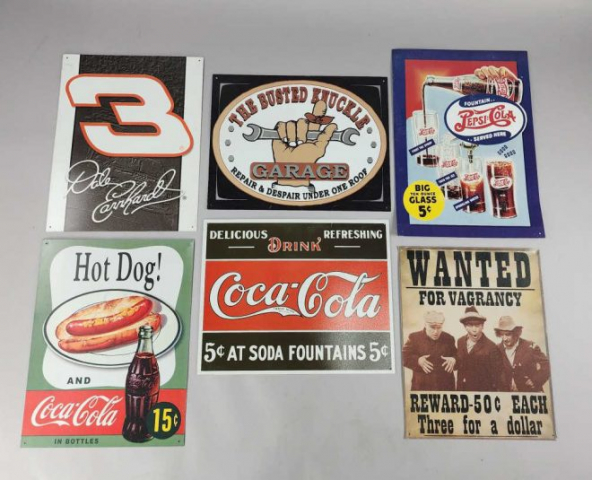 3
Dale Earnhardt
THE BUSTED KNUCKLE
GARAGE
REPAIR & DESPAIR UNDER ONE ROOF
FOUNTAIN
PEPSI-COLA
SERVED HERE
BIG
GLASS
5¢
Hot Dog!
AND
Coca-Cola
IN BOTTLES
15¢
DELICIOUS REFRESHING
DRINK
Coca-Cola
5¢ AT SODA FOUNTAINS 5¢
WANTED
FOR VAGRANCY
REWARD-50¢ EACH
Three for a dollar